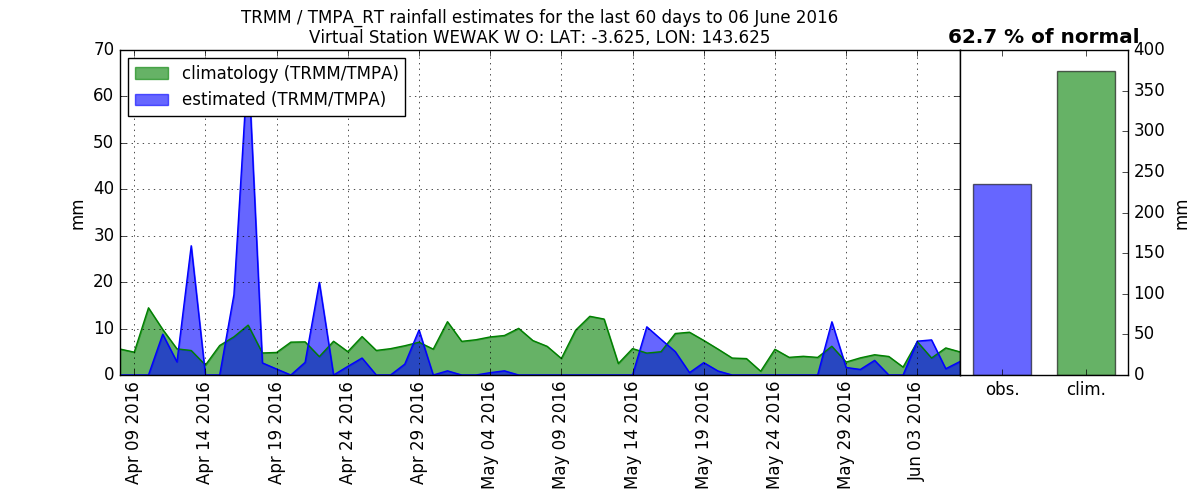 TRMM / TMPA_RT rainfall estimates for the last 60 days to 06 June 2016
Virtual Station WEWAK W O: LAT: -3.625, LON: 143.625
62.7 % of normal
climatology (TRMM/TMPA)
estimated (TRMM/TMPA)
70
60
50
40
30
20
10
0
mm
Apr 09 2016
Apr 14 2016
Apr 19 2016
Apr 24 2016
Apr 29 2016
May 04 2016
May 09 2016
May 14 2016
May 19 2016
May 24 2016
May 29 2016
Jun 03 2016
400
350
300
250
200
150
100
50
0
mm
obs.
clim.